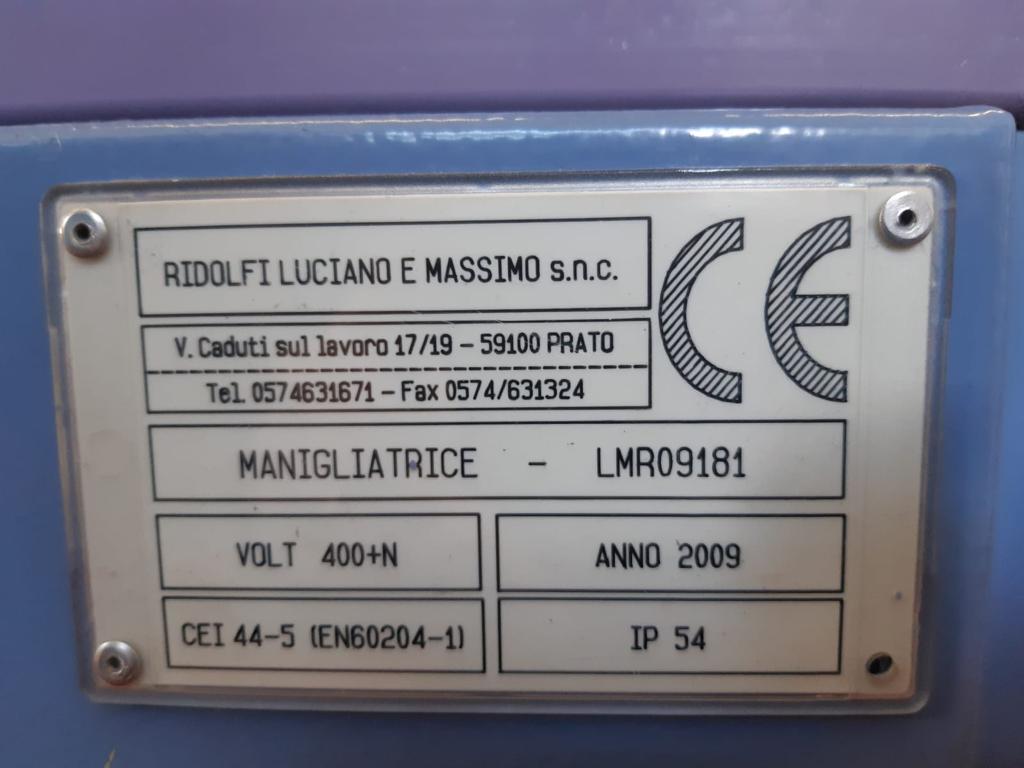 RIDOLFI LUCIANO E MASSIMO s.n.c.
CE
V. Caduti sul lavoro 17/19 - 59100 PRATO
Tel. 0574631671 - Fax 0574/631324
MANIGLIATRICE - LMR09181
VOLT 400+N
ANNO 2009
CEI 44-5 (EN60204-1)
IP 54